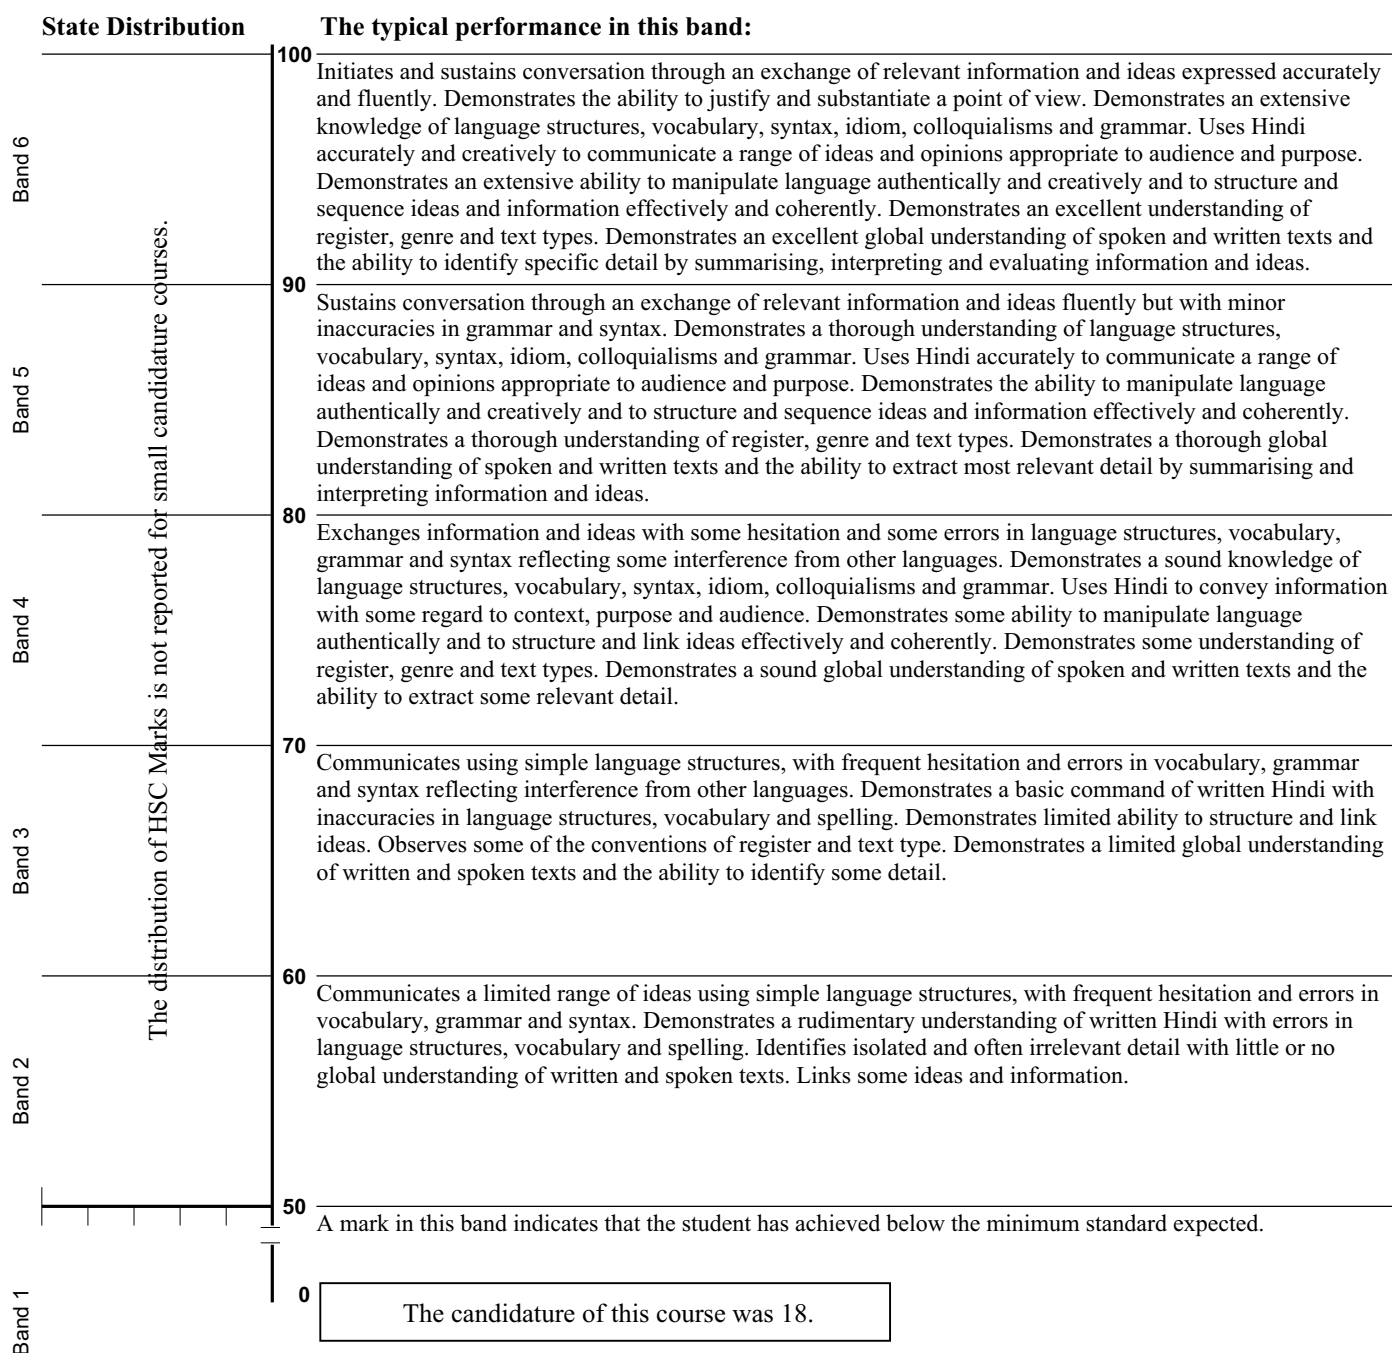 State Distribution
The typical performance in this band:
100
Initiates and sustains conversation through an exchange of relevant information and ideas expressed accurately
and fluently. Demonstrates the ability to justify and substantiate a point of view. Demonstrates an extensive
knowledge of language structures, vocabulary, syntax, idiom, colloquialisms and grammar. Uses Hindi
accurately and creatively to communicate a range of ideas and opinions appropriate to audience and purpose.
Demonstrates an extensive ability to manipulate language authentically and creatively and to structure and
sequence ideas and information effectively and coherently. Demonstrates an excellent understanding of
register, genre and text types. Demonstrates an excellent global understanding of spoken and written texts and
the ability to identify specific detail by summarising, interpreting and evaluating information and ideas.
Band 6
90
Sustains conversation through an exchange of relevant information and ideas fluently but with minor
inaccuracies in grammar and syntax. Demonstrates a thorough understanding of language structures,
vocabulary, syntax, idiom, colloquialisms and grammar. Uses Hindi accurately to communicate a range of
ideas and opinions appropriate to audience and purpose. Demonstrates the ability to manipulate language
authentically and creatively and to structure and sequence ideas and information effectively and coherently.
Demonstrates a thorough understanding of register, genre and text types. Demonstrates a thorough global
understanding of spoken and written texts and the ability to extract most relevant detail by summarising and
interpreting information and ideas.
Band 5
80
Exchanges information and ideas with some hesitation and some errors in language structures, vocabulary,
grammar and syntax reflecting some interference from other languages. Demonstrates a sound knowledge of
language structures, vocabulary, syntax, idiom, colloquialisms and grammar. Uses Hindi to convey information
with some regard to context, purpose and audience. Demonstrates some ability to manipulate language
authentically and to structure and link ideas effectively and coherently. Demonstrates some understanding of
register, genre and text types. Demonstrates a sound global understanding of spoken and written texts and the
ability to extract some relevant detail.
Band 4
The distribution of HSC Marks is not reported for small candidature courses.
70
Communicates using simple language structures, with frequent hesitation and errors in vocabulary, grammar
and syntax reflecting interference from other languages. Demonstrates a basic command of written Hindi with
inaccuracies in language structures, vocabulary and spelling. Demonstrates limited ability to structure and link
ideas. Observes some of the conventions of register and text type. Demonstrates a limited global understanding
of written and spoken texts and the ability to identify some detail.
Band 3
60
Communicates a limited range of ideas using simple language structures, with frequent hesitation and errors in
vocabulary, grammar and syntax. Demonstrates a rudimentary understanding of written Hindi with errors in
language structures, vocabulary and spelling. Identifies isolated and often irrelevant detail with little or no
global understanding of written and spoken texts. Links some ideas and information.
Band 2
50
A mark in this band indicates that the student has achieved below the minimum standard expected.
0
Band 1
The candidature of this course was 18.